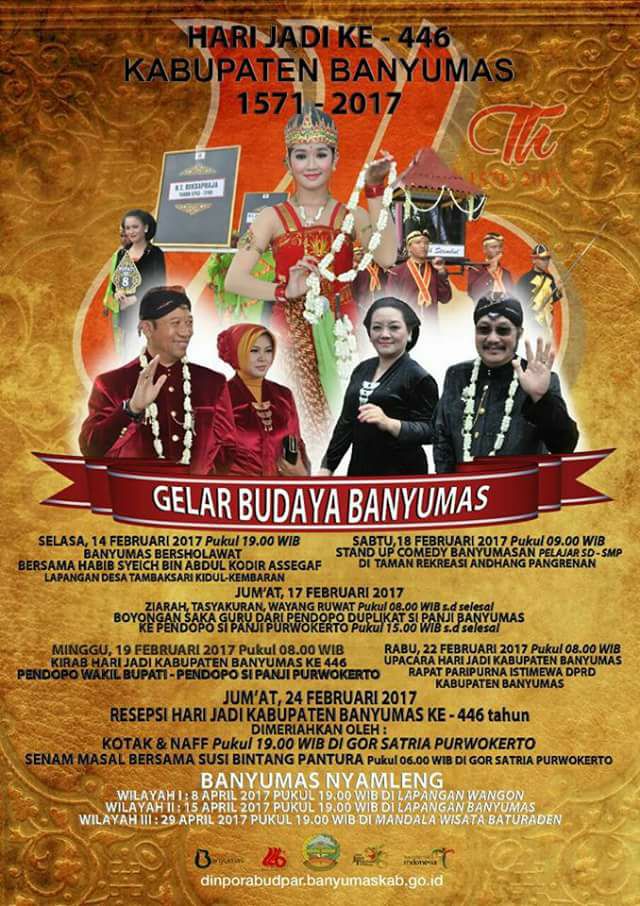 HARI JADI KE - 446
KABUPATEN BANYUMAS
1571 - 2017
Th
1571-2017
8
GELAR BUDAYA BANYUMAS
SELASA, 14 FEBRUARI 2017 Pukul 19.00 WIB
BANYUMAS BERSHOLAWAT
BERSAMA HABIB SYEICH BIN ABDUL KODIR ASSEGAF
LAPANGAN DESA TAMBAKSARI KIDUL-KEMBARAN
SABTU,18 FEBRUARI 2017 Pukul 09.00 WIB
STAND UP COMEDY BANYUMASAN PELAJAR SD - SMP
DI TAMAN REKREASI ANDHANG PANGRENAN
JUM'AT, 17 FEBRUARI 2017
ZIARAH, TASYAKURAN, WAYANG RUWAT Pukul 08.00 WIB s.d selesai
BOYONGAN SAKA GURU DARI PENDOPO DUPLIKAT SI PANJI BANYUMAS
KE PENDOPO SI PANJI PURWOKERTO Pukul 15.00 WIB s.d selesai
MINGGU, 19 FEBRUARI 2017 Pukul 08.00 WIB
KIRAB HARI JADI KABUPATEN BANYUMAS KE 446
PENDOPO WAKIL BUPATI - PENDOPO SI PANJI PURWOKERTO
RABU, 22 FEBRUARI 2017 Pukul 08.00 WIB
UPACARA HARI JADI KABUPATEN BANYUMAS
RAPAT PARIPURNA ISTIMEWA DPRD
KABUPATEN BANYUMAS
JUM'AT, 24 FEBRUARI 2017
RESEPSI HARI JADI KABUPATEN BANYUMAS KE - 446 tahun
DIMERIAHKAN OLEH :
KOTAK & NAFF Pukul 19.00 WIB DI GOR SATRIA PURWOKERTO
SENAM MASAL BERSAMA SUSI BINTANG PANTURA Pukul 06.00 WIB DI GOR SATRIA PURWOKERTO
BANYUMAS NYAMLENG
WILAYAH I : 8 APRIL 2017 PUKUL 19.00 WIB DI LAPANGAN WANGON
WILAYAH II : 15 APRIL 2017 PUKUL 19.00 WIB DI LAPANGAN BANYUMAS
WILAYAH III : 29 APRIL 2017 PUKUL 19.00 WIB DI MANDALA WISATA BATURADEN
Banyumas
446
indonesia
dinporabudpar.banyumaskab.go.id